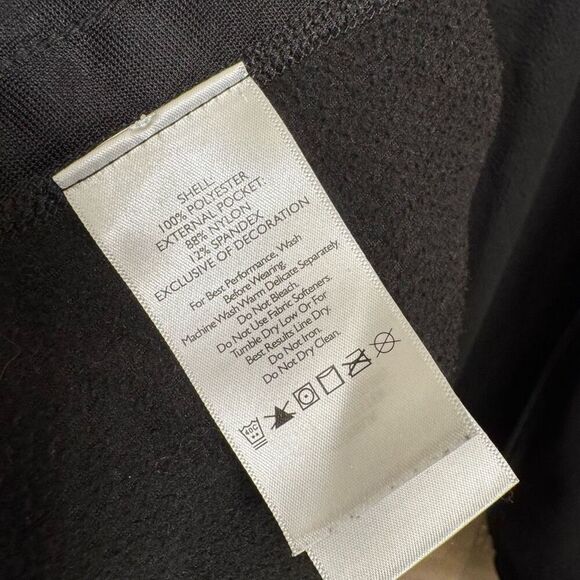 SHELL:
100% POLYESTER
EXTERNAL POCKET:
88% NYLON
12% SPANDEX
EXCLUSIVE OF DECORATION
For Best Performance, Wash
Before Wearing
Machine Wash Warm Delicate Separately
Do Not Bleach.
Do Not Use Fabric Softeners.
Tumble Dry Low Or For
Best Results Line Dry.
Do Not Iron.
Do Not Dry Clean.
40C